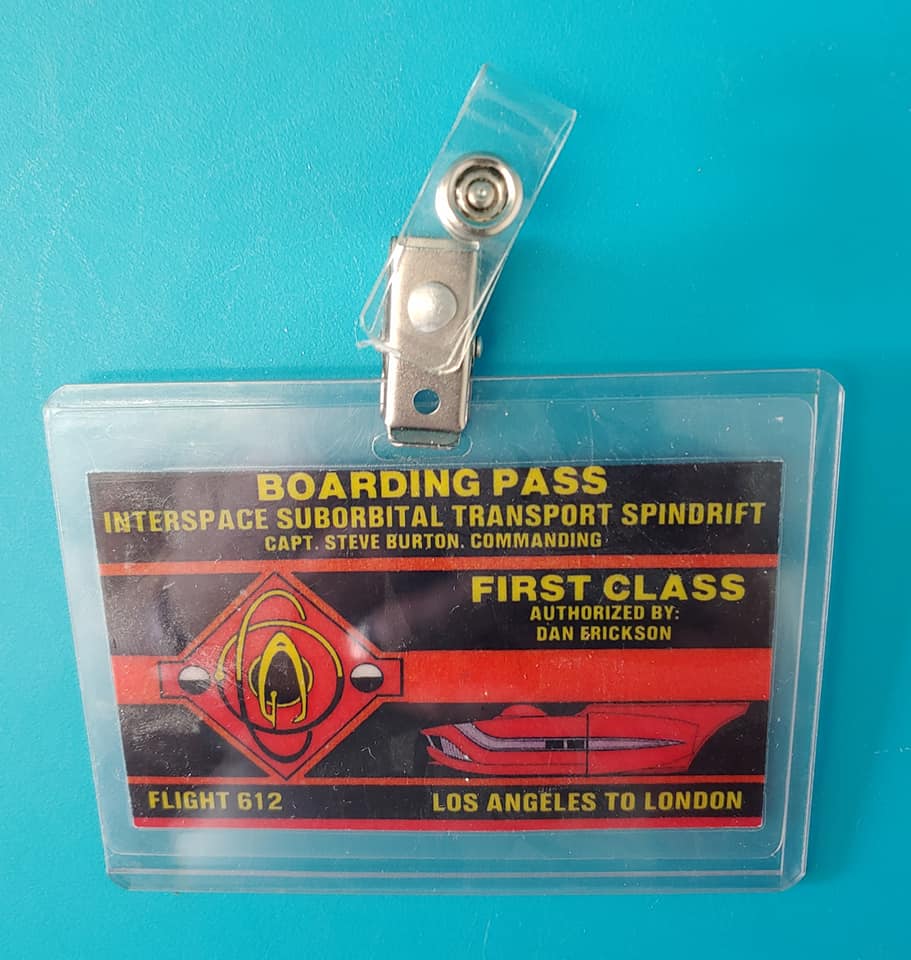 BOARDING PASS
INTERSPACE SUBORBITAL TRANSPORT SPINDRIFT
CAPT. STEVE BURTON. COMMANDING
FIRST CLASS
AUTHORIZED BY:
DAN ERICKSON
FLIGHT 612
LOS ANGELES TO LONDON